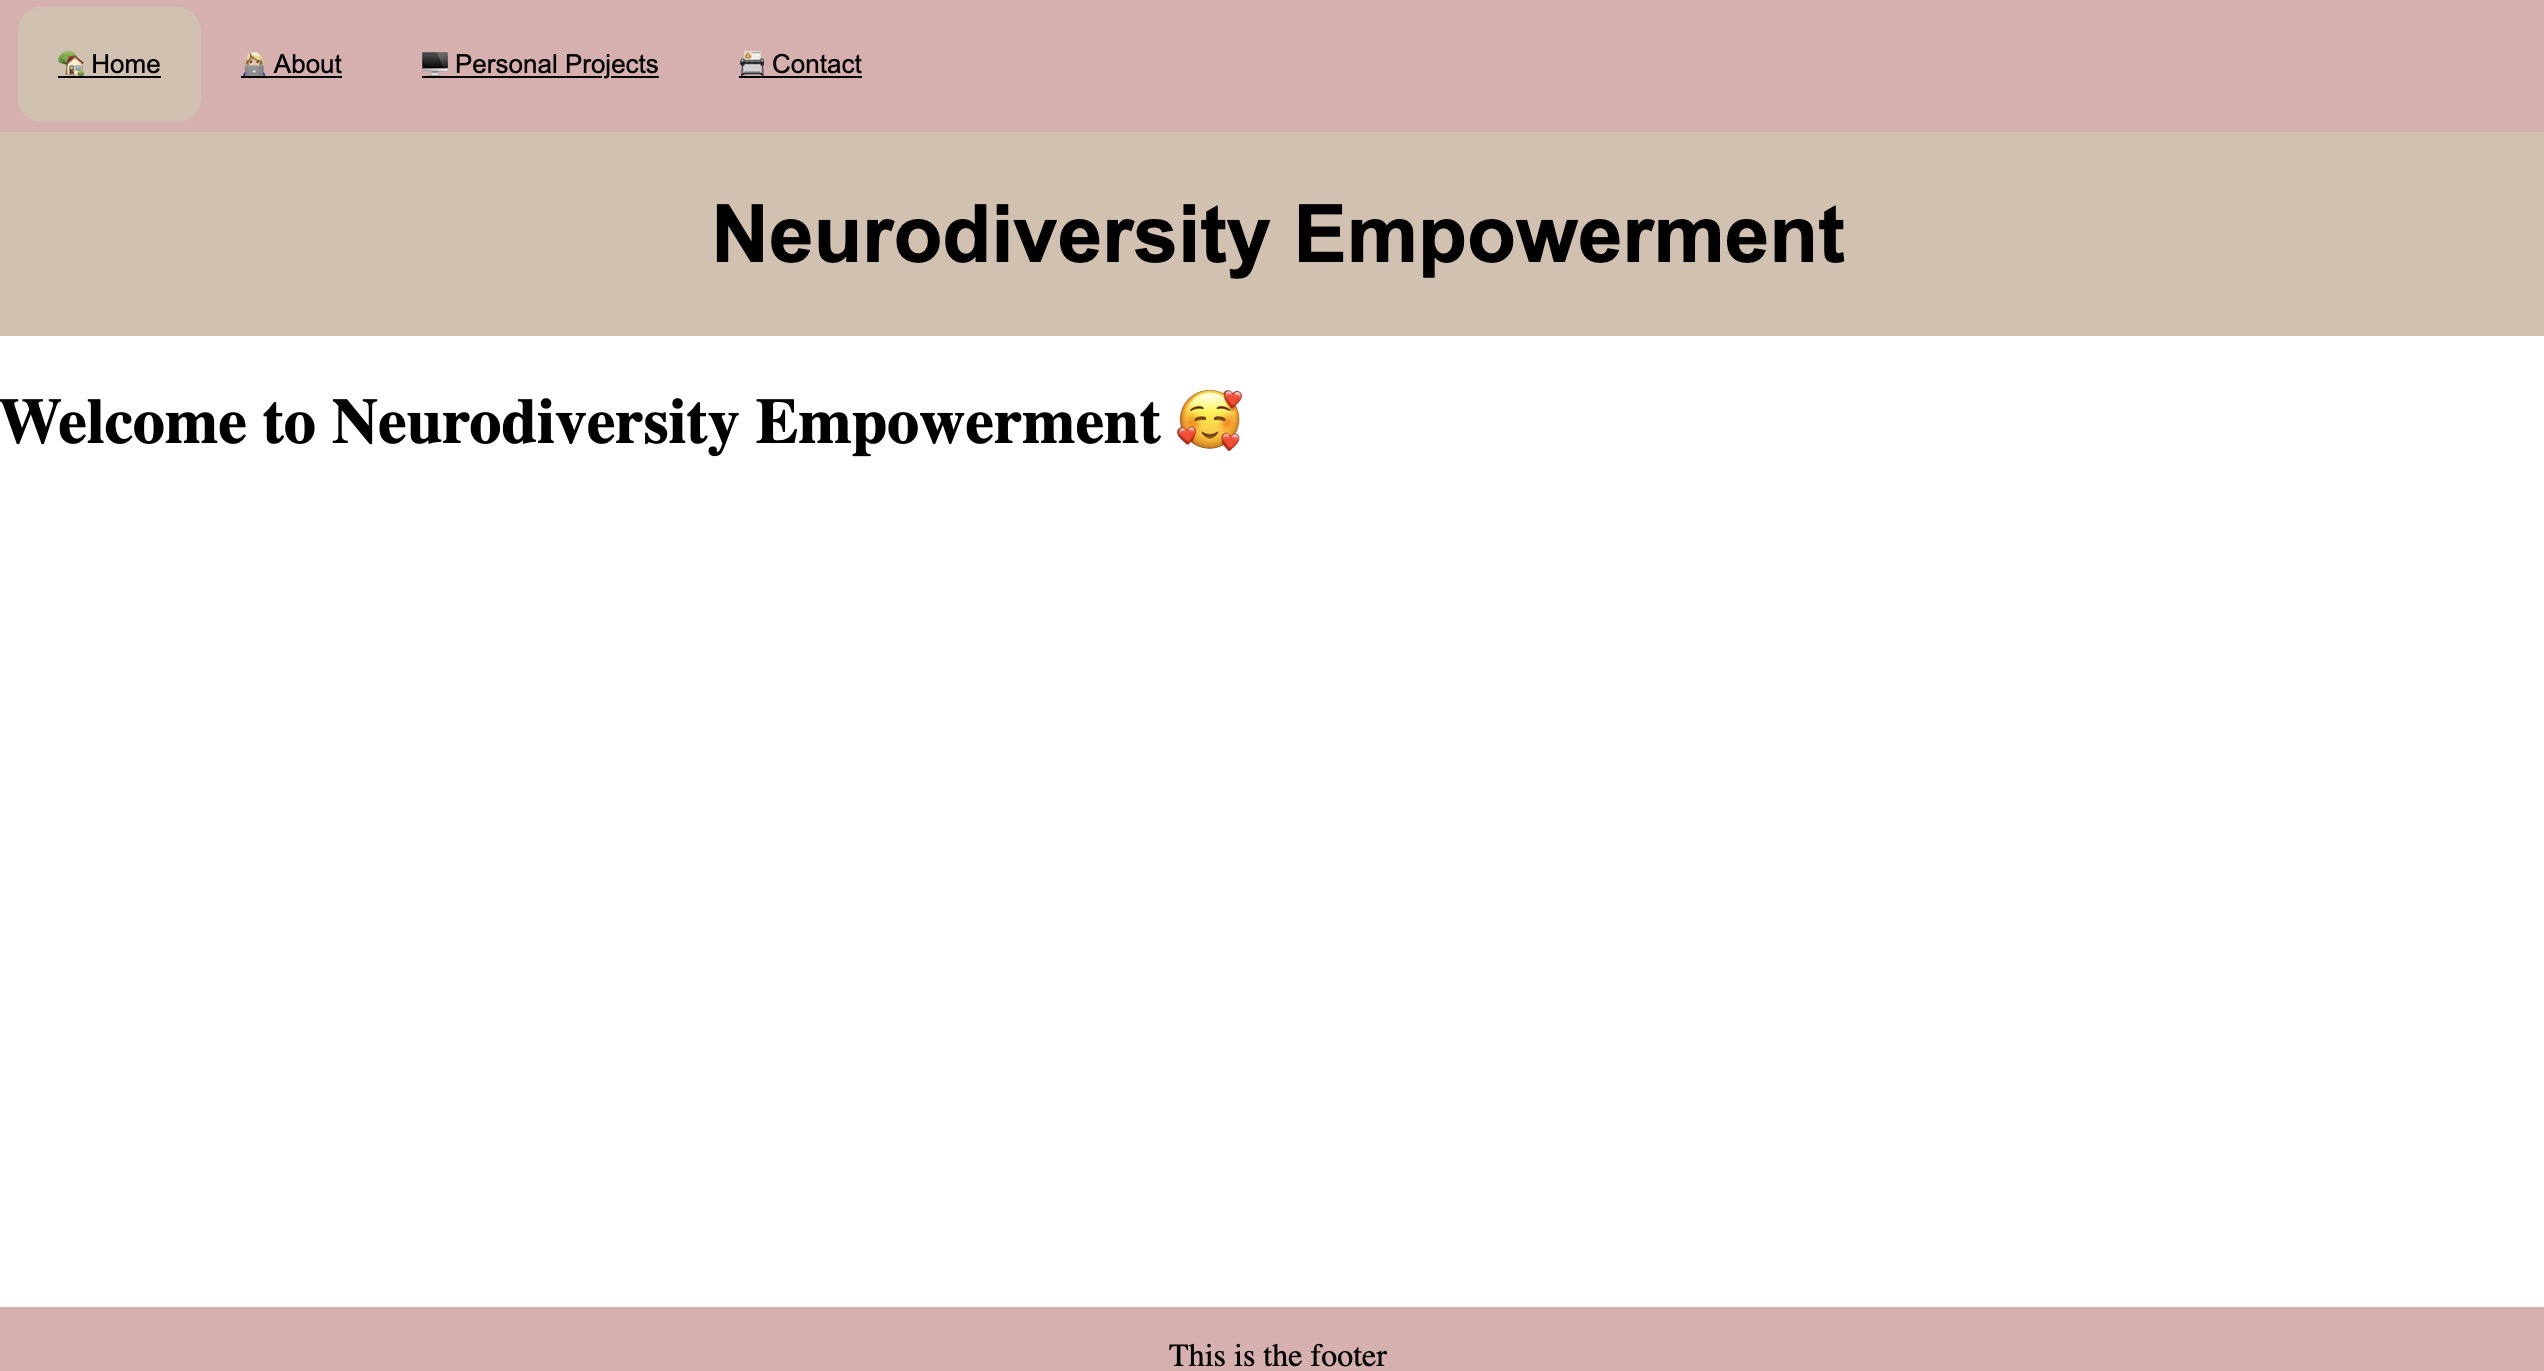 🏡 Home 👩🏼‍💻 About 🖥️ Personal Projects 📇 Contact
Neurodiversity Empowerment
Welcome to Neurodiversity Empowerment 🥰
This is the footer